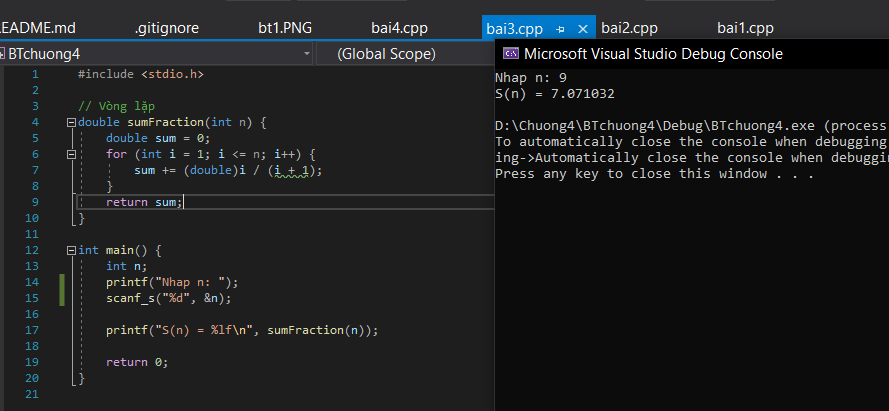 .EADME.md .gitignore bt1.PNG bai4.cpp bai3.cpp bai2.cpp bai1.cpp
BTchuong4 (Global Scope)
1 #include <stdio.h>
2
3 // Vòng lặp
4 double sumFraction(int n) {
5 double sum = 0;
6 for (int i = 1; i <= n; i++) {
7 sum += (double)i / (i + 1);
8 }
9 return sum;
10 }
11
12 int main() {
13 int n;
14 printf("Nhap n: ");
15 scanf_s("%d", &n);
16
17 printf("S(n) = %lf\n", sumFraction(n));
18
19 return 0;
20 }
21
Microsoft Visual Studio Debug Console
Nhap n: 9
S(n) = 7.071032
D:\Chuong4\BTchuong4\Debug\BTchuong4.exe (process
To automatically close the console when debugging
ing->Automatically close the console when debuggin
Press any key to close this window . . .